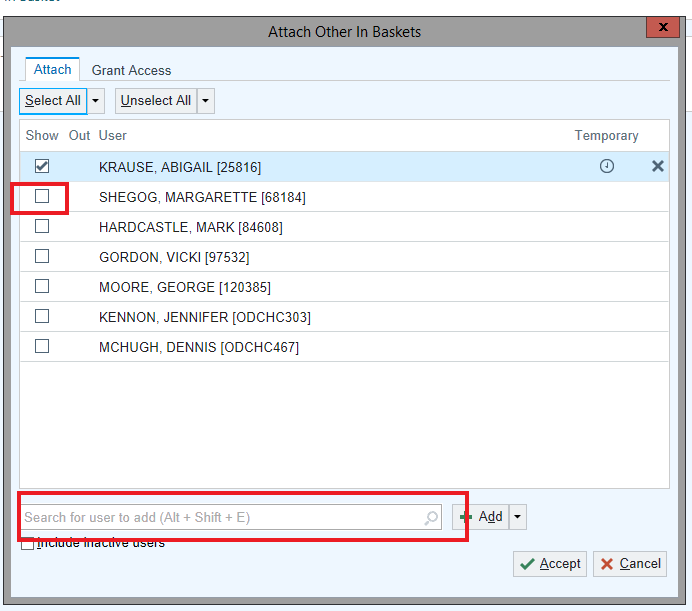 Attach Other In Baskets
x
Attach Grant Access
Select All Unselect All
Show Out User Temporary
KRAUSE, ABIGAIL [25816]
SHEGOG, MARGARETTE [68184]
HARDCASTLE, MARK [84608]
GORDON, VICKI [97532]
MOORE, GEORGE [120385]
KENNON, JENNIFER [ODCHC303]
MCHUGH, DENNIS [ODCHC467]
Search for user to add (Alt + Shift + E) Add
Include inactive users
Accept Cancel